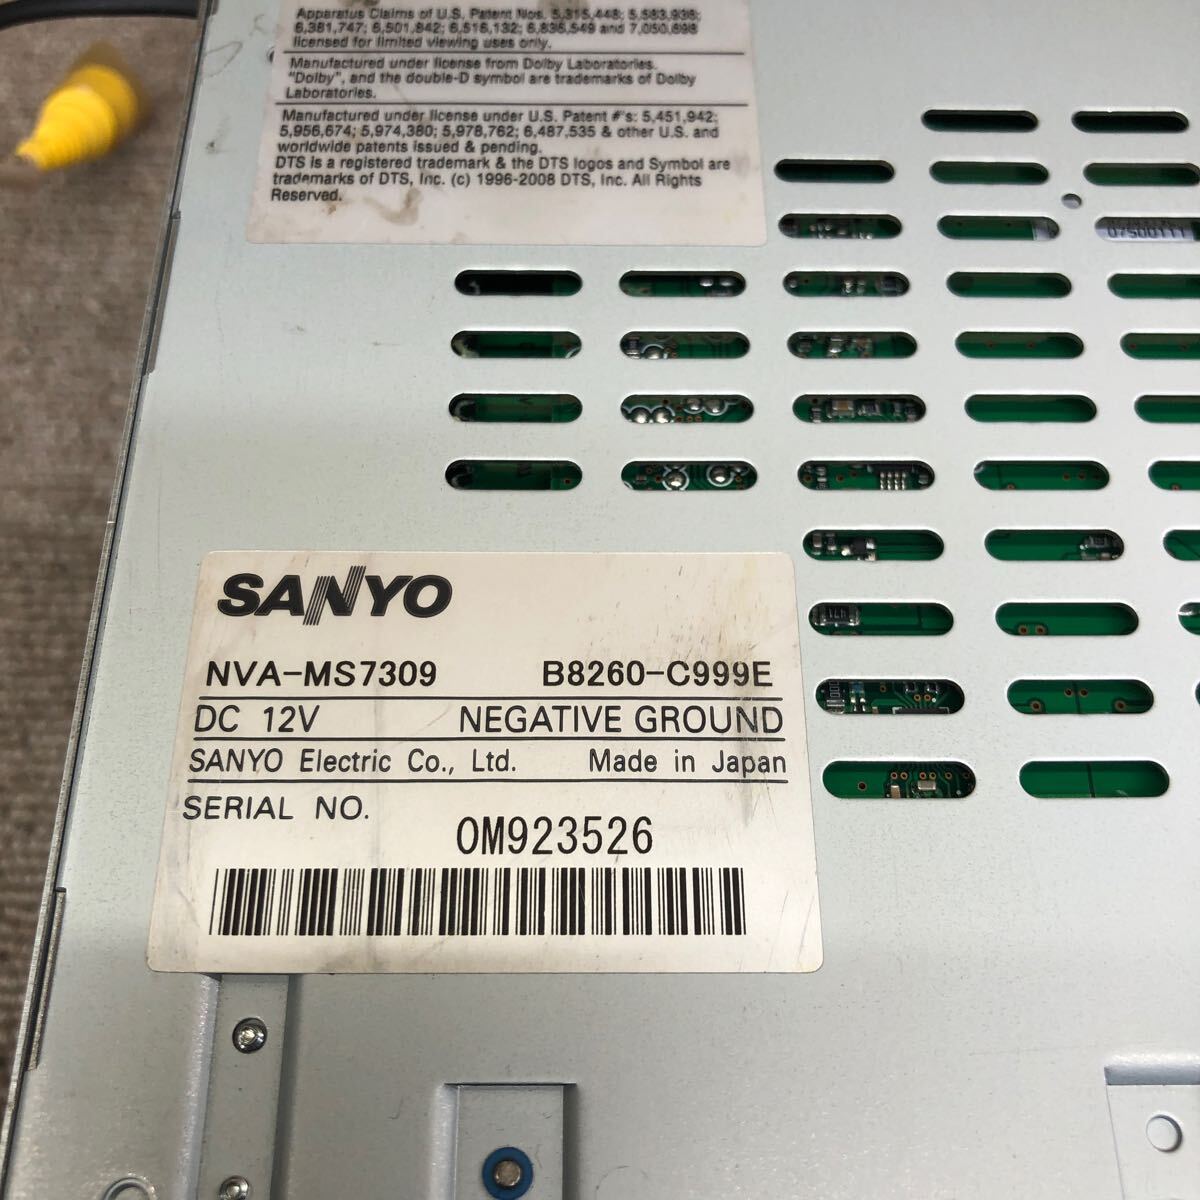 Apparatus Claims of U.S. Patent Nos. 5,315,448; 5,583,936;
6,381,747; 6,501,842; 6,516,132; 6,836,549 and 7,050,698
licensed for limited viewing uses only.
Manufactured under license from Dolby Laboratories.
"Dolby", and the double-D symbol are trademarks of Dolby
Laboratories.
Manufactured under license under U.S. Patent #'s: 5,451,942;
5,956,674; 5,974,380; 5,978,762; 6,487,535 & other U.S. and
worldwide patents issued & pending.
DTS is a registered trademark & the DTS logos and Symbol are
trademarks of DTS, Inc. (c) 1996-2008 DTS, Inc. All Rights
Reserved.
SANYO
NVA-MS7309 B8260-C999E
DC 12V NEGATIVE GROUND
SANYO Electric Co., Ltd. Made in Japan
SERIAL NO.
0M923526